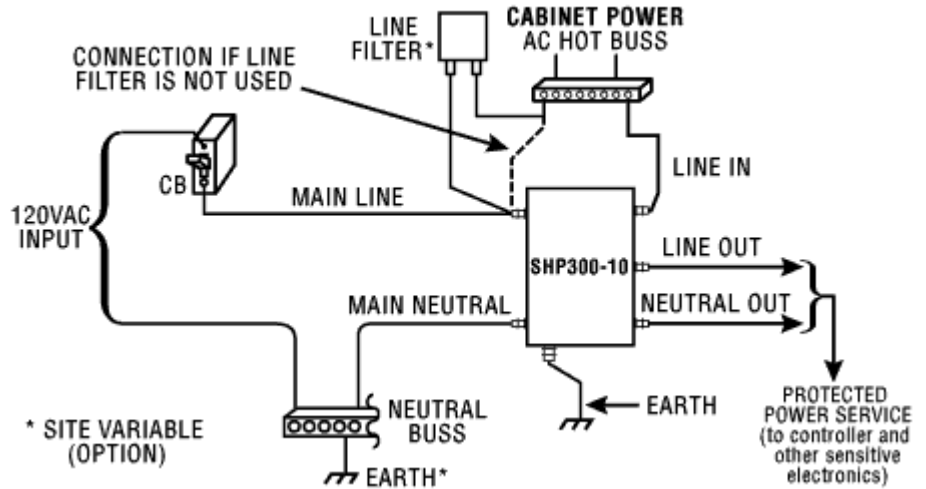 LINE
FILTER*
CABINET POWER
AC HOT BUSS
CONNECTION IF LINE
FILTER IS NOT USED
CB
LINE IN
MAIN LINE
120VAC
INPUT
SHP300-10
LINE OUT
MAIN NEUTRAL
NEUTRAL OUT
EARTH
NEUTRAL
BUSS
PROTECTED
POWER SERVICE
(to controller and
other sensitive
electronics)
* SITE VARIABLE
(OPTION)
EARTH*